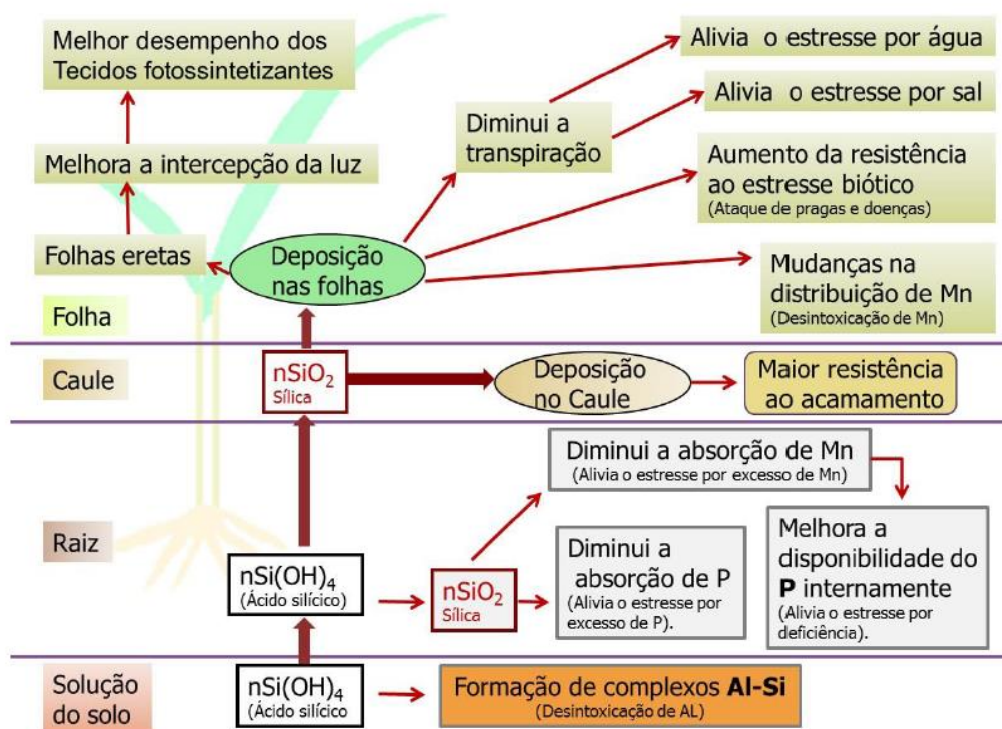 Melhor desempenho dos
Tecidos fotossintetizantes
Melhora a intercepção da luz
Folhas eretas
Deposição
nas folhas
Diminui a
transpiração
Alivia o estresse por água
Alivia o estresse por sal
Aumento da resistência
ao estresse biótico
(Ataque de pragas e doenças)
Mudanças na
distribuição de Mn
(Desintoxicação de Mn)
Folha
Caule
nSiO2
Sílica
Deposição
no Caule
Maior resistência
ao acamamento
Raiz
nSi(OH)4
(Ácido silícico)
nSiO2
Sílica
Diminui a absorção de Mn
(Alivia o estresse por excesso de Mn)
Diminui a
absorção de P
(Alivia o estresse por
excesso de P).
Melhora a
disponibilidade do
P internamente
(Alivia o estresse por
deficiência).
Solução
do solo
nSi(OH)4
(Ácido silícico
Formação de complexos Al-Si
(Desintoxicação de AL)